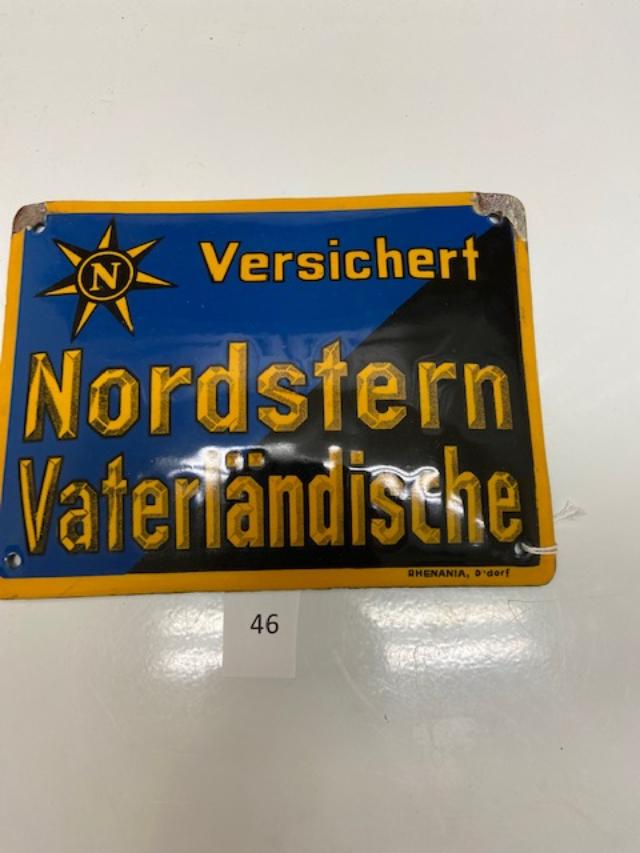 N
Versichert
Nordstern
Vaterländische
RHENANIA, D'dorf
46